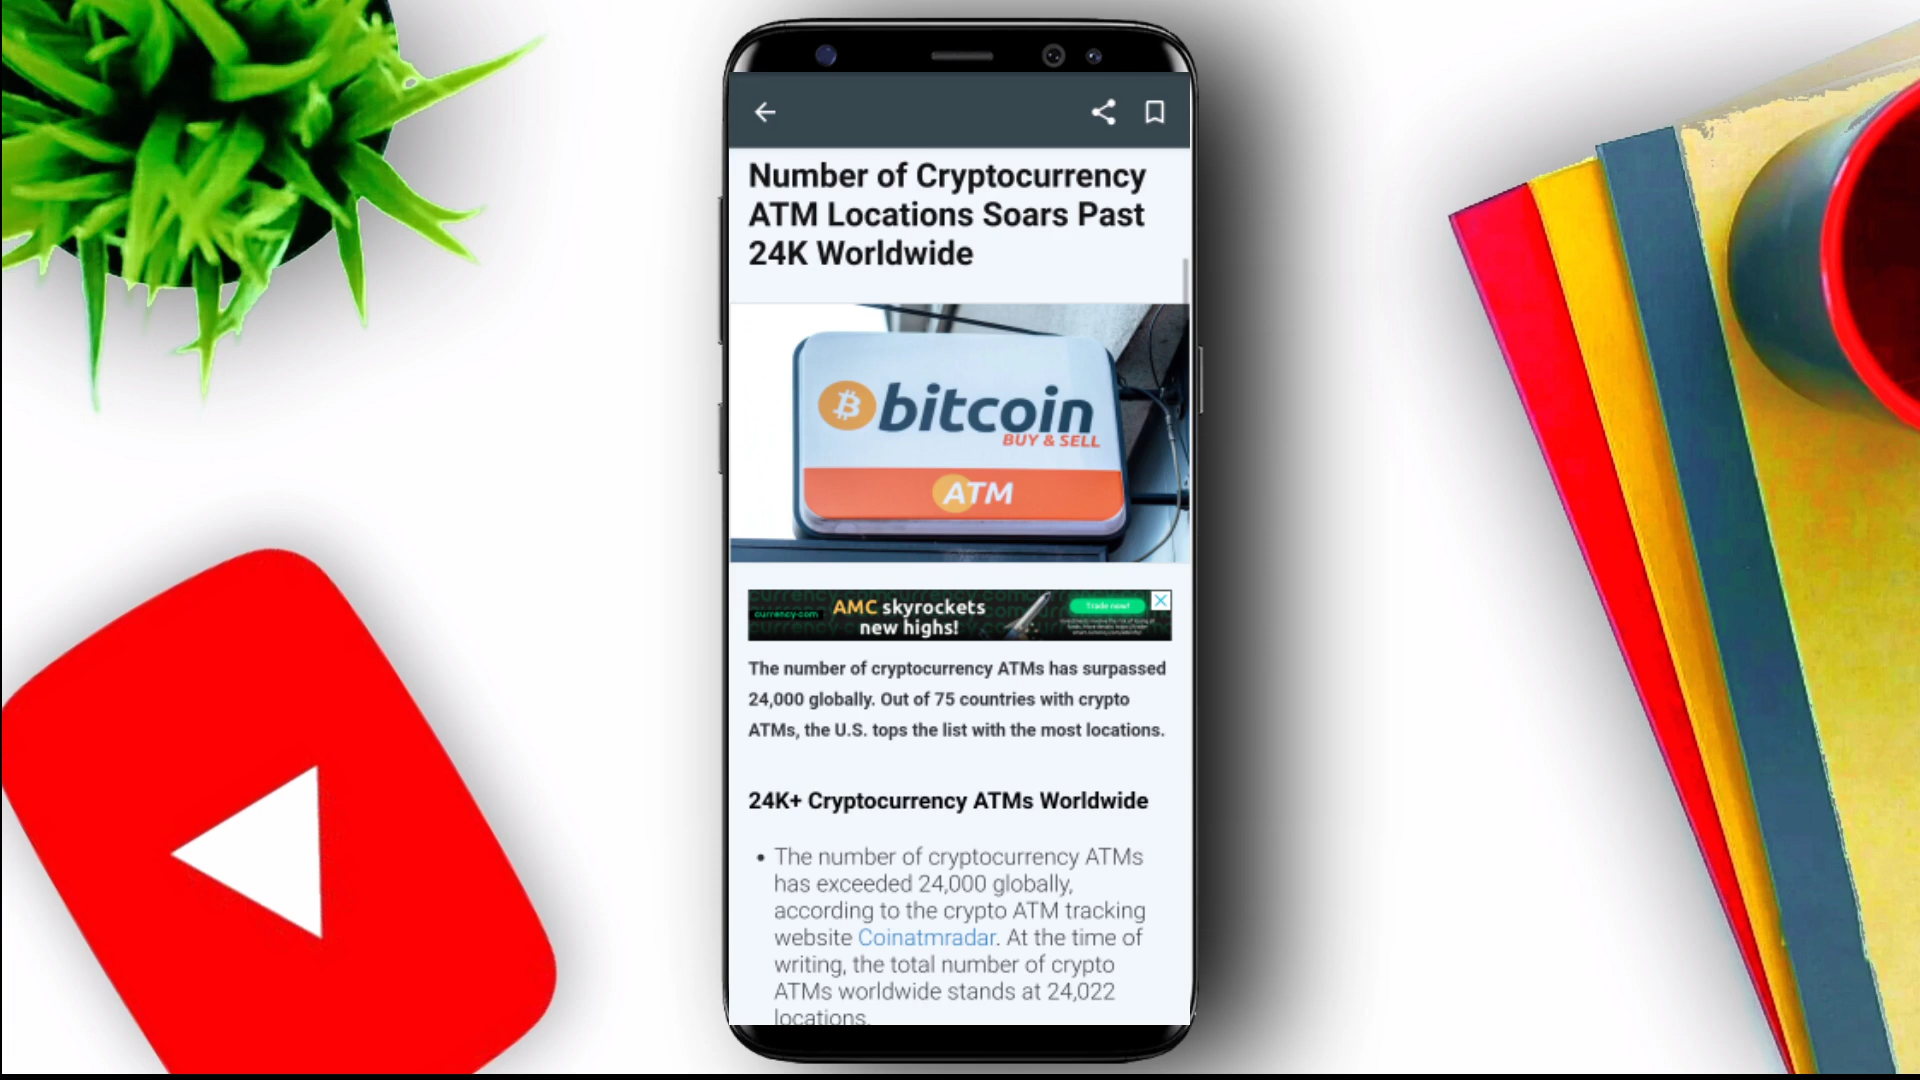 Number of Cryptocurrency
ATM Locations Soars Past
24K Worldwide
bitcoin
BUY & SELL
ATM
currency.com
AMC skyrockets
new highs!
Trade now!
The number of cryptocurrency ATMs has surpassed
24,000 globally. Out of 75 countries with crypto
ATMs, the U.S. tops the list with the most locations.
24K+ Cryptocurrency ATMs Worldwide
• The number of cryptocurrency ATMs
has exceeded 24,000 globally,
according to the crypto ATM tracking
website Coinatmradar. At the time of
writing, the total number of crypto
ATMs worldwide stands at 24,022
locations.